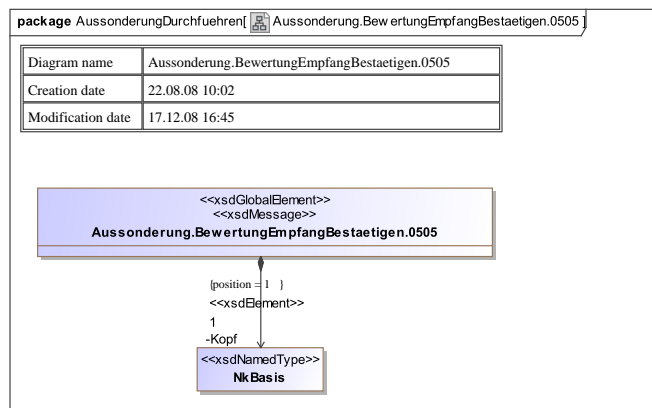 package AussonderungDurchfuehren[ Aussonderung.BewertungEmpfangBestaetigen.0505 ]
Diagram name Aussonderung.BewertungEmpfangBestaetigen.0505
Creation date 22.08.08 10:02
Modification date 17.12.08 16:45
<<xsdGlobalElement>>
<<xsdMessage>>
Aussonderung.BewertungEmpfangBestaetigen.0505
{position = 1 }
<<xsdElement>>
1
-Kopf
<<xsdNamedType>>
NkBasis